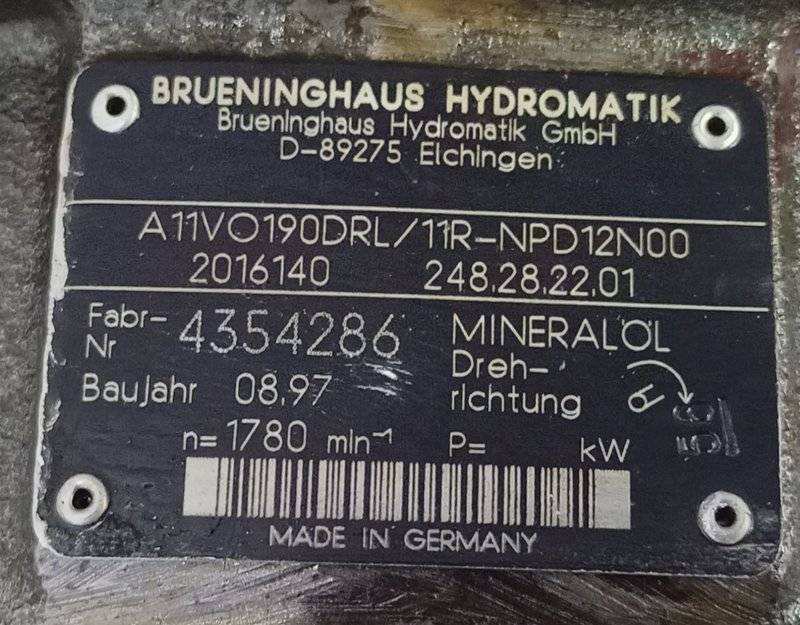 BRUENINGHAUS HYDROMATIK
Brueninghaus Hydromatik GmbH
D-89275 Elchingen
A11VO190DRL/11R-NPD12N00
2016140 248.28.22.01
Fabr-Nr 4354286 MINERALÖL
Baujahr 08.97 Dreh-
richtung R
n= 1780 min⁻¹ P= kW
MADE IN GERMANY